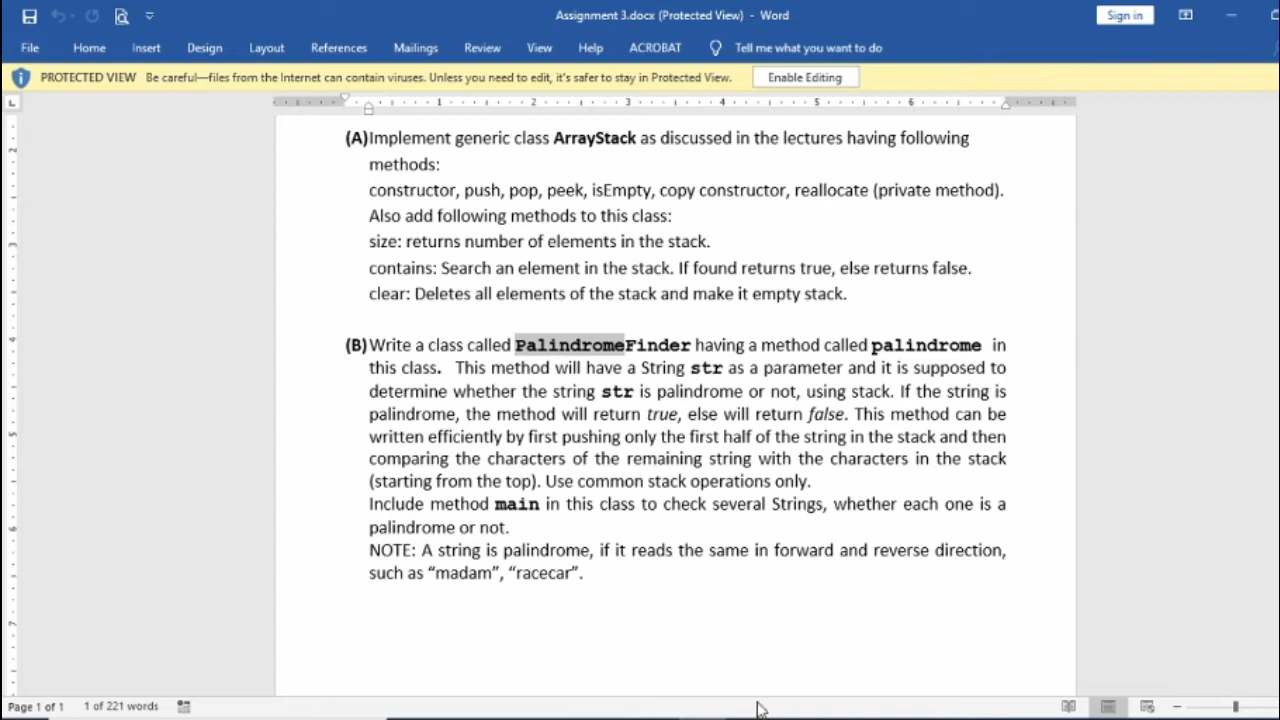 Assignment 3.docx (Protected View) - Word
Sign in
File Home Insert Design Layout References Mailings Review View Help ACROBAT Tell me what you want to do
PROTECTED VIEW Be careful—files from the Internet can contain viruses. Unless you need to edit, it's safer to stay in Protected View. Enable Editing
1 2 3 4 5 6
(A) Implement generic class ArrayStack as discussed in the lectures having following
methods:
constructor, push, pop, peek, isEmpty, copy constructor, reallocate (private method).
Also add following methods to this class:
size: returns number of elements in the stack.
contains: Search an element in the stack. If found returns true, else returns false.
clear: Deletes all elements of the stack and make it empty stack.
(B) Write a class called PalindromeFinder having a method called palindrome in
this class. This method will have a String str as a parameter and it is supposed to
determine whether the string str is palindrome or not, using stack. If the string is
palindrome, the method will return true, else will return false. This method can be
written efficiently by first pushing only the first half of the string in the stack and then
comparing the characters of the remaining string with the characters in the stack
(starting from the top). Use common stack operations only.
Include method main in this class to check several Strings, whether each one is a
palindrome or not.
NOTE: A string is palindrome, if it reads the same in forward and reverse direction,
such as “madam”, “racecar”.
Page 1 of 1 1 of 221 words